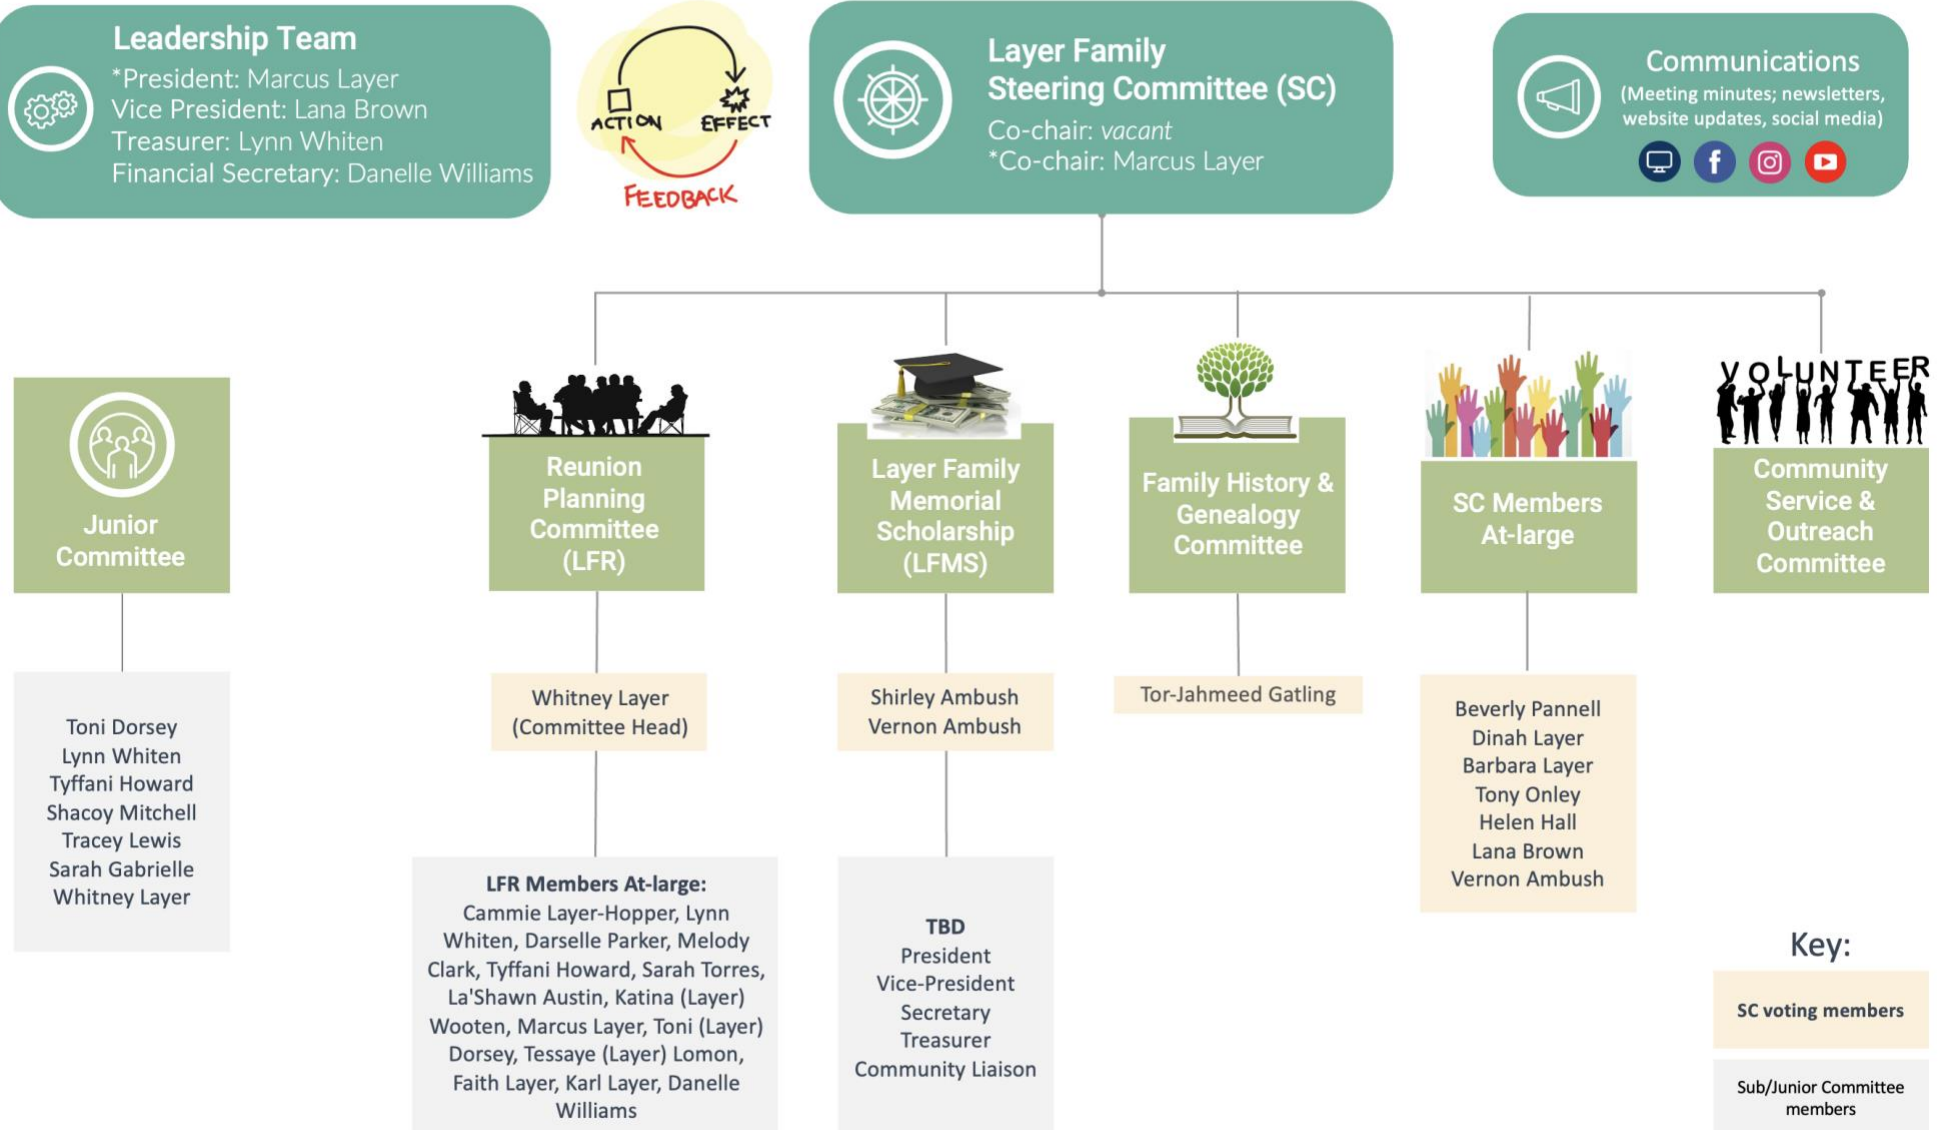 Leadership Team
*President: Marcus Layer
Vice President: Lana Brown
Treasurer: Lynn Whiten
Financial Secretary: Danelle Williams
ACTION
EFFECT
FEEDBACK
Layer Family
Steering Committee (SC)
Co-chair: vacant
*Co-chair: Marcus Layer
Communications
(Meeting minutes; newsletters,
website updates, social media)
Junior
Committee
Toni Dorsey
Lynn Whiten
Tyffani Howard
Shacoy Mitchell
Tracey Lewis
Sarah Gabrielle
Whitney Layer
Reunion
Planning
Committee
(LFR)
Whitney Layer
(Committee Head)
LFR Members At-large:
Cammie Layer-Hopper, Lynn
Whiten, Darselle Parker, Melody
Clark, Tyffani Howard, Sarah Torres,
La'Shawn Austin, Katina (Layer)
Wooten, Marcus Layer, Toni (Layer)
Dorsey, Tessaye (Layer) Lomon,
Faith Layer, Karl Layer, Danelle
Williams
Layer Family
Memorial
Scholarship
(LFMS)
Shirley Ambush
Vernon Ambush
TBD
President
Vice-President
Secretary
Treasurer
Community Liaison
Family History &
Genealogy
Committee
Tor-Jahmeed Gatling
SC Members
At-large
Beverly Pannell
Dinah Layer
Barbara Layer
Tony Onley
Helen Hall
Lana Brown
Vernon Ambush
VOLUNTEER
Community
Service &
Outreach
Committee
Key:
SC voting members
Sub/Junior Committee
members